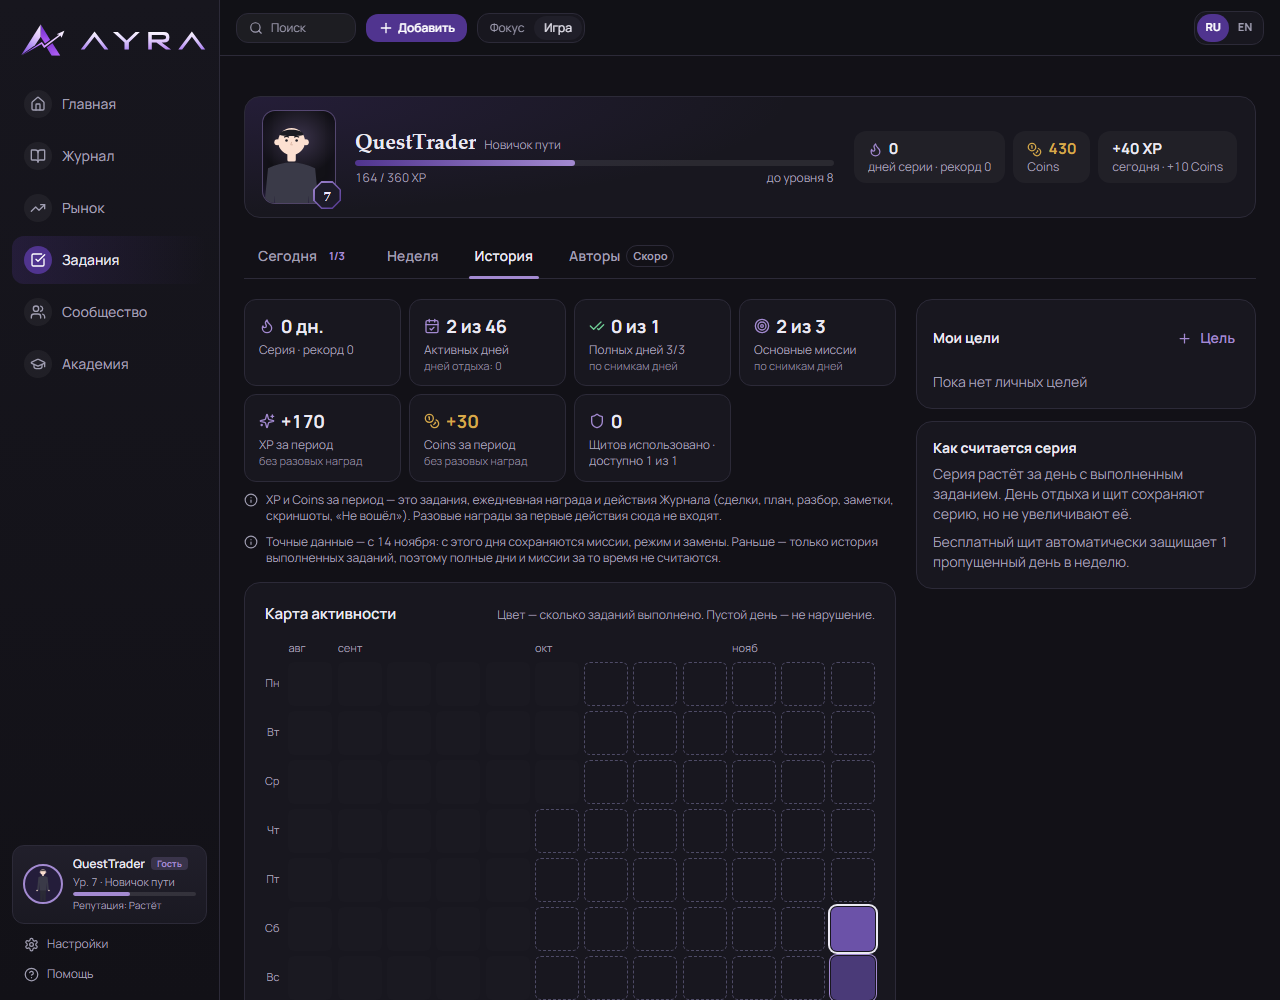 AYRA
Поиск
Добавить
Фокус
Игра
RU
EN
Главная
Журнал
Рынок
Задания
Сообщество
Академия
QuestTrader Новичок пути
164 / 360 XP
до уровня 8
7
0
дней серии · рекорд 0
430
Coins
+40 XP
сегодня · +10 Coins
Сегодня 1/3
Неделя
История
Авторы Скоро
0 дн.
Серия · рекорд 0
2 из 46
Активных дней
дней отдыха: 0
0 из 1
Полных дней 3/3
по снимкам дней
2 из 3
Основные миссии
по снимкам дней
+170
XP за период
без разовых наград
+30
Coins за период
без разовых наград
0
Щитов использовано ·
доступно 1 из 1
XP и Coins за период — это задания, ежедневная награда и действия Журнала (сделки, план, разбор, заметки,
скриншоты, «Не вошёл»). Разовые награды за первые действия сюда не входят.
Точные данные — с 14 ноября: с этого дня сохраняются миссии, режим и замены. Раньше — только история
выполненных заданий, поэтому полные дни и миссии за то время не считаются.
Карта активности
Цвет — сколько заданий выполнено. Пустой день — не нарушение.
авг
сент
окт
нояб
Пн
Вт
Ср
Чт
Пт
Сб
Вс
Мои цели
Цель
Пока нет личных целей
Как считается серия
Серия растёт за день с выполненным
заданием. День отдыха и щит сохраняют
серию, но не увеличивают её.
Бесплатный щит автоматически защищает 1
пропущенный день в неделю.
QuestTrader Гость
Ур. 7 · Новичок пути
Репутация: Растёт
Настройки
Помощь